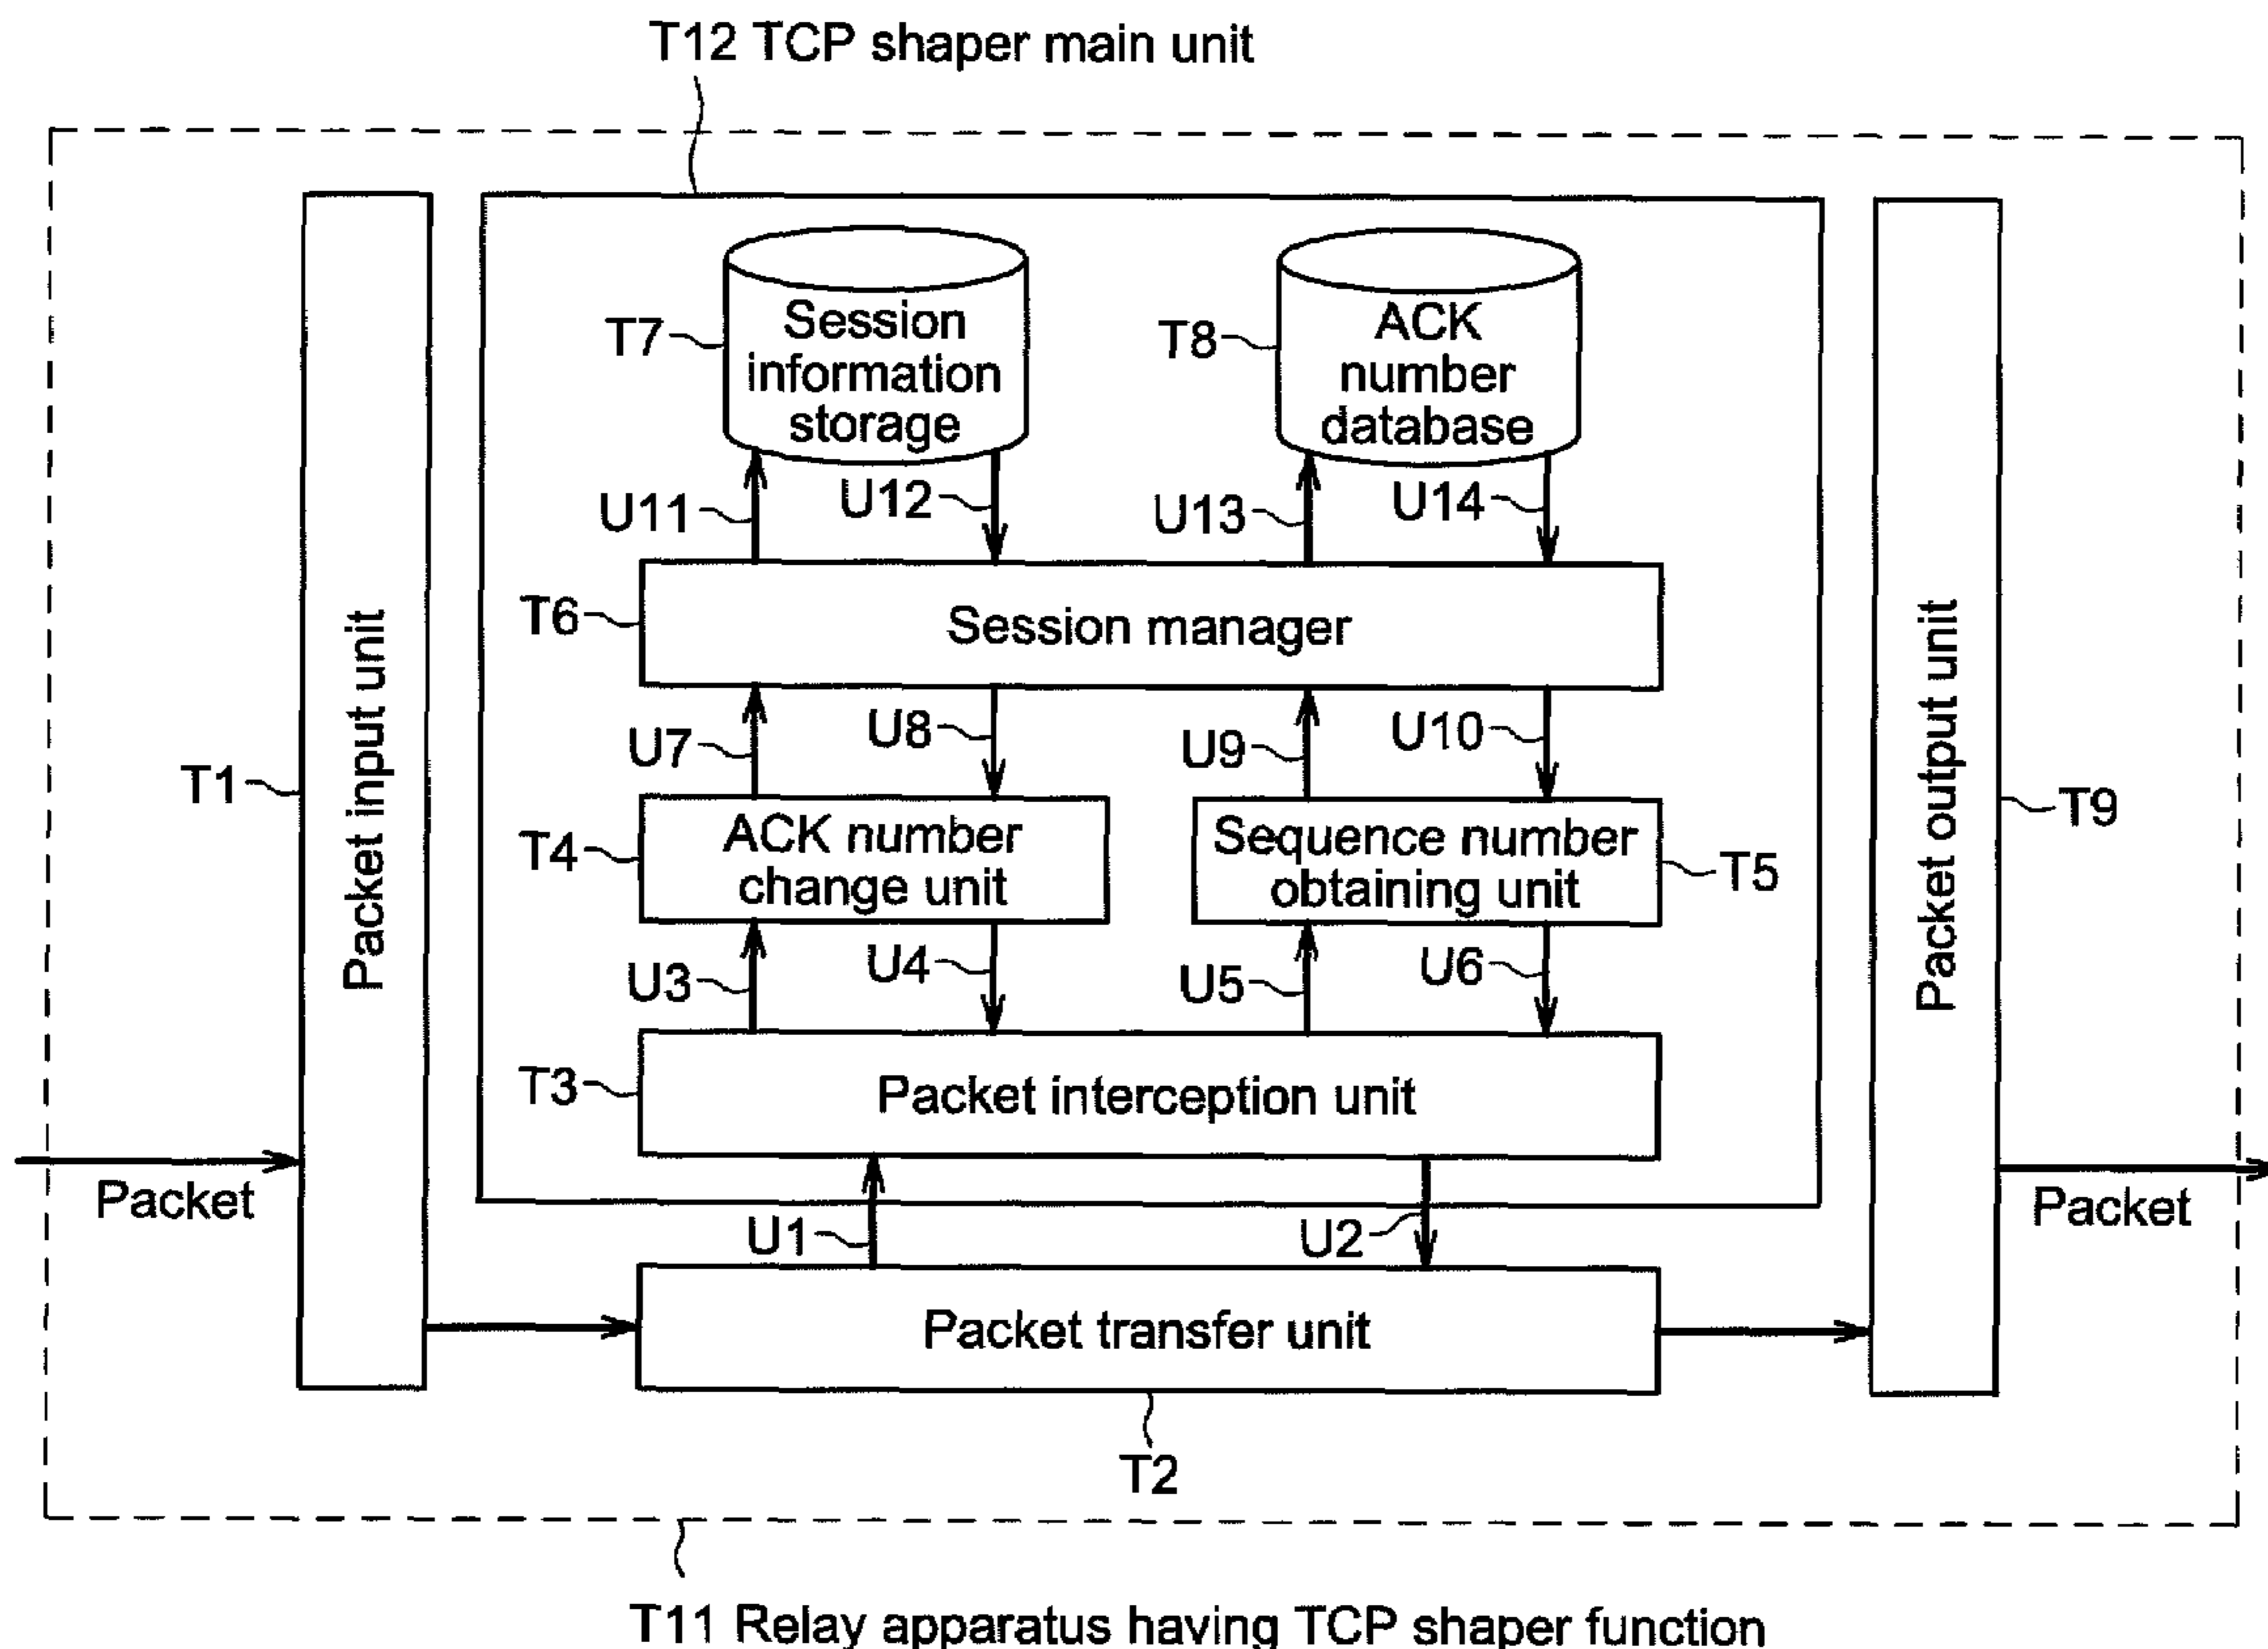 T12 TCP shaper main unit
T7
Session
information
storage
T8
ACK
number
database
U11
U12
U13
U14
T6
Session manager
U7
U8
U9
U10
T1
Packet input unit
T4
ACK number
change unit
Sequence number
obtaining unit
T5
Packet output unit
T9
U3
U4
U5
U6
T3
Packet interception unit
Packet
Packet
U1
U2
Packet transfer unit
T2
T11 Relay apparatus having TCP shaper function